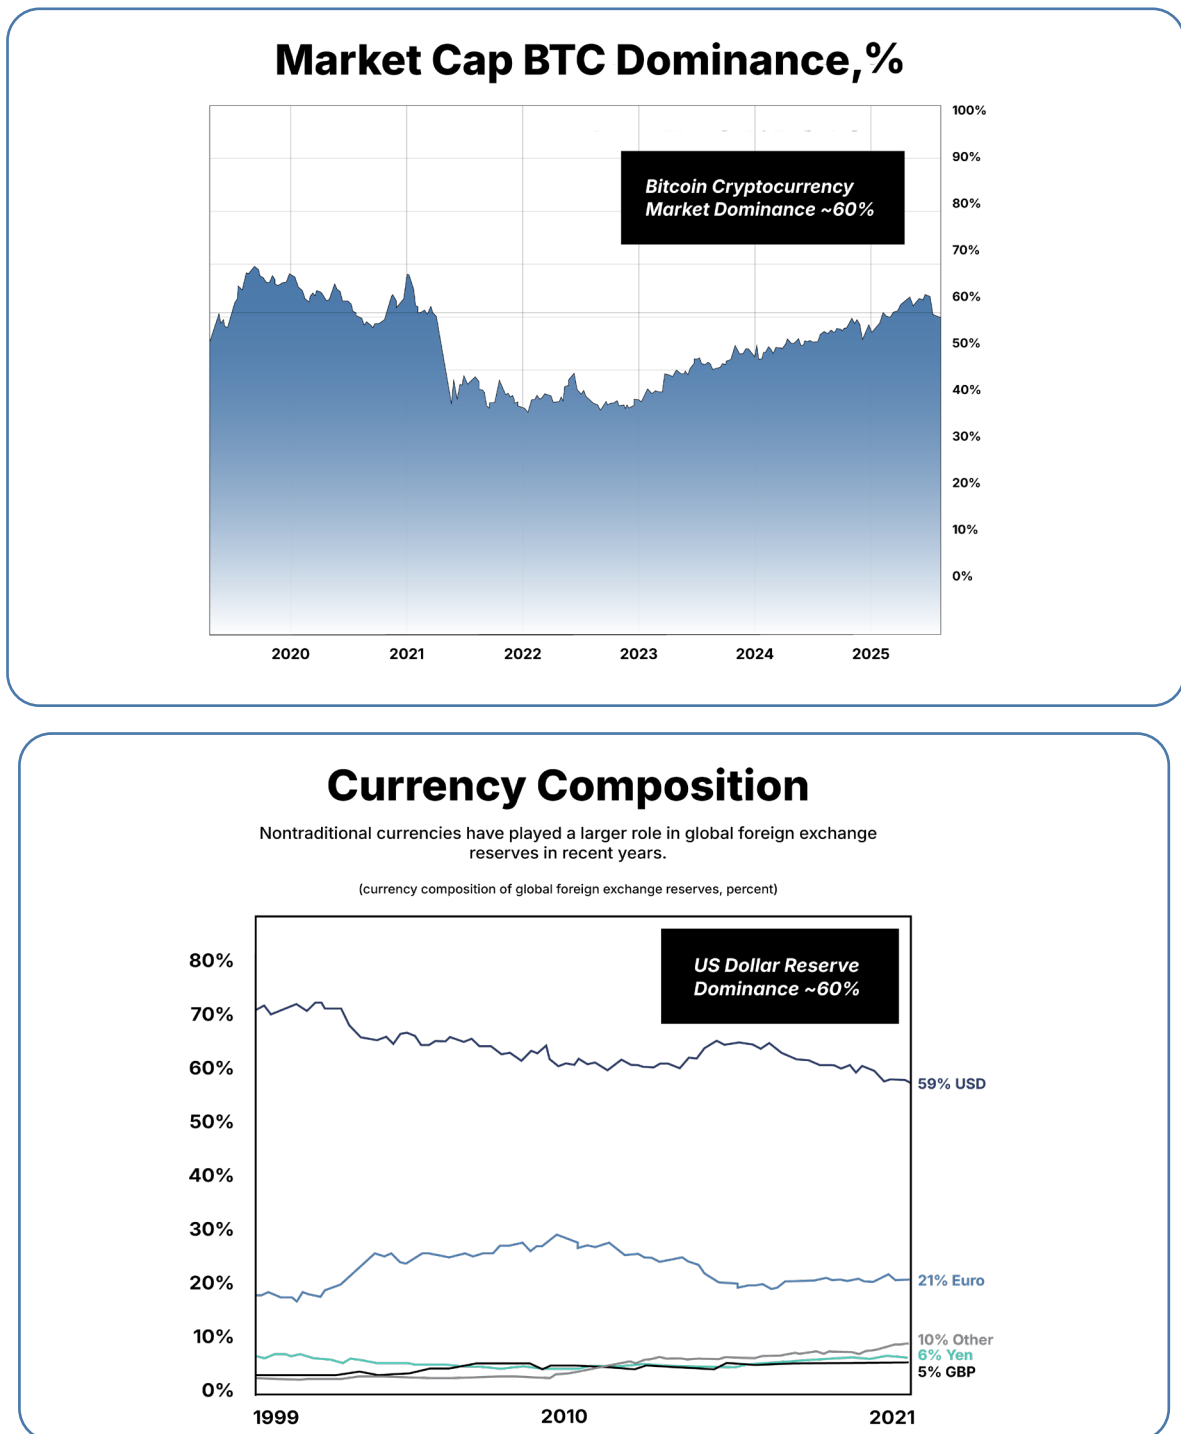 Market Cap BTC Dominance,%
100%
90%
Bitcoin Cryptocurrency
Market Dominance ~60%
80%
70%
60%
50%
40%
30%
20%
10%
0%
2020 2021 2022 2023 2024 2025
Currency Composition
Nontraditional currencies have played a larger role in global foreign exchange
reserves in recent years.
(currency composition of global foreign exchange reserves, percent)
US Dollar Reserve
Dominance ~60%
80%
70%
60%
50%
40%
30%
20%
10%
0%
59% USD
21% Euro
10% Other
6% Yen
5% GBP
1999 2010 2021